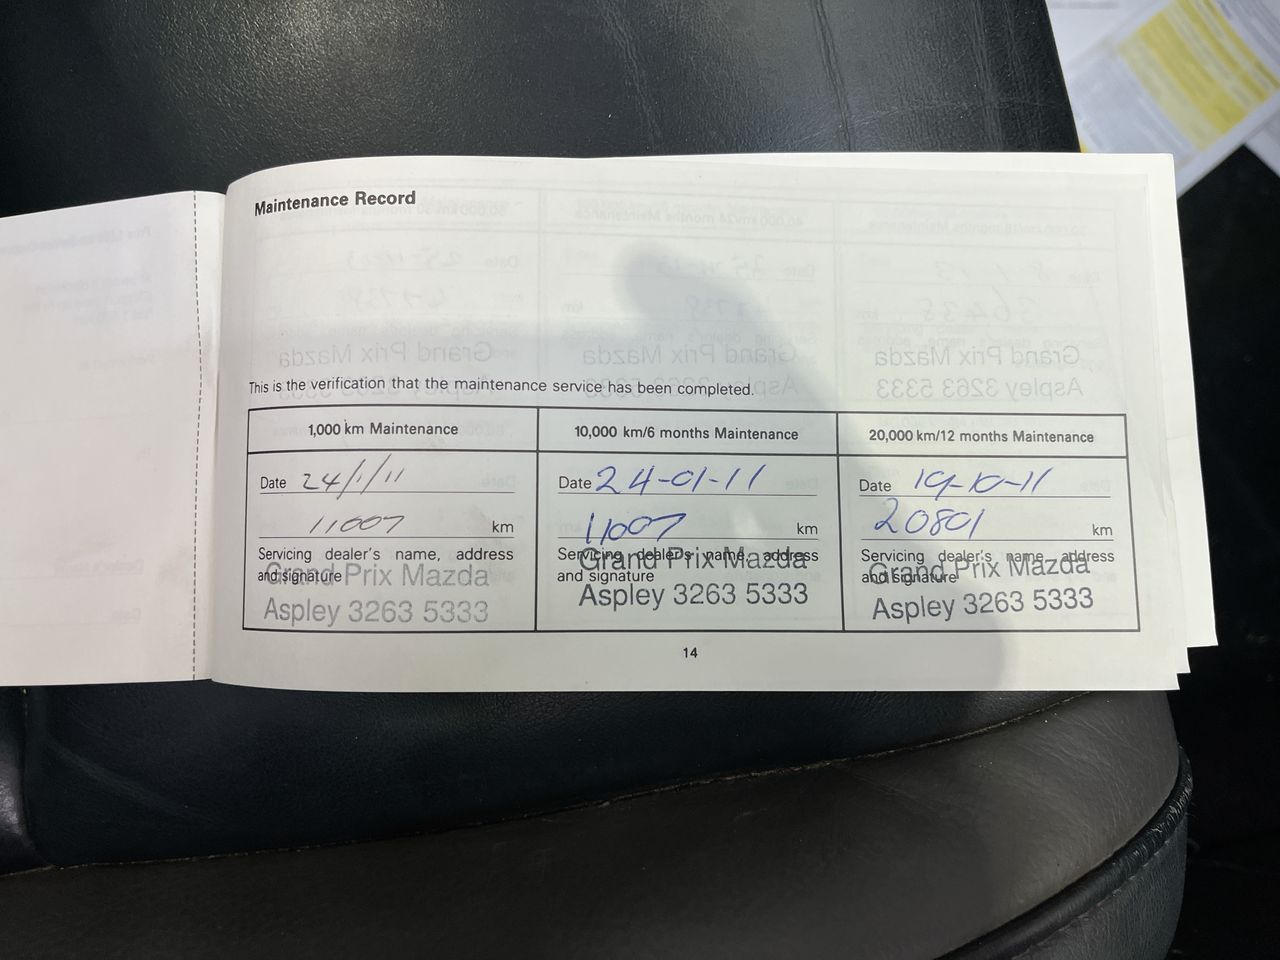 Maintenance Record
This is the verification that the maintenance service has been completed.
1,000 km Maintenance
Date 24/1/11
11007 km
Servicing dealer's name, address
and signature
Grand Prix Mazda
Aspley 3263 5333
10,000 km/6 months Maintenance
Date 24-01-11
11007 km
Servicing dealer's name, address
and signature
Grand Prix Mazda
Aspley 3263 5333
20,000 km/12 months Maintenance
Date 19-10-11
20801 km
Servicing dealer's name, address
and signature
Grand Prix Mazda
Aspley 3263 5333
14